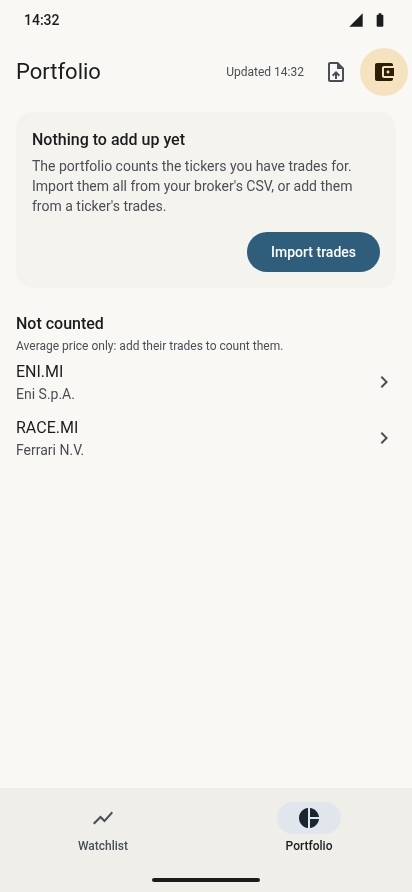 14:32
Portfolio
Updated 14:32
Nothing to add up yet
The portfolio counts the tickers you have trades for.
Import them all from your broker's CSV, or add them
from a ticker's trades.
Import trades
Not counted
Average price only: add their trades to count them.
ENI.MI
Eni S.p.A.
RACE.MI
Ferrari N.V.
Watchlist
Portfolio